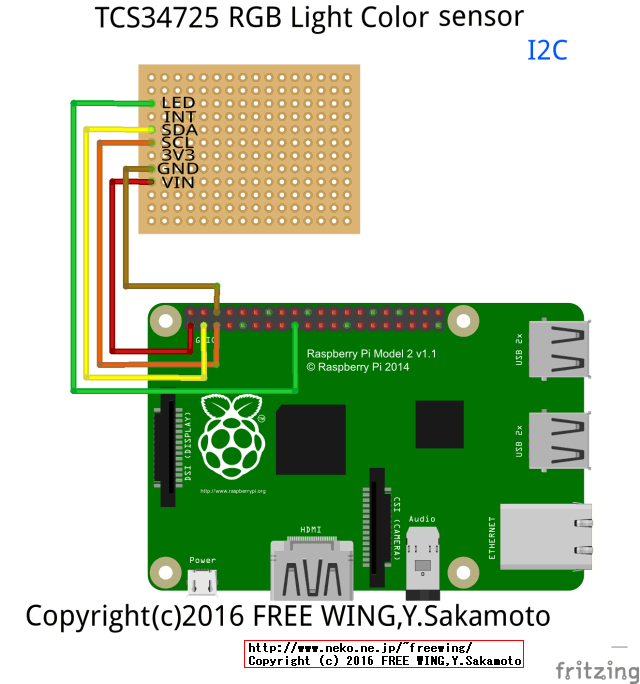 TCS34725 RGB Light Color sensor
I2C
LED
INT
SDA
SCL
3V3
GND
VIN
GPIO
Raspberry Pi Model 2 v1.1
© Raspberry Pi 2014
USB 2x
DSI (DISPLAY)
®
http://www.raspberrypi.org
USB 2x
CSI (CAMERA)
Audio
ETHERNET
HDMI
Power
Copyright(c)2016 FREE WING,Y.Sakamoto
http://www.neko.ne.jp/~freewing/
Copyright (c) 2016 FREE WING,Y.Sakamoto
fritzing